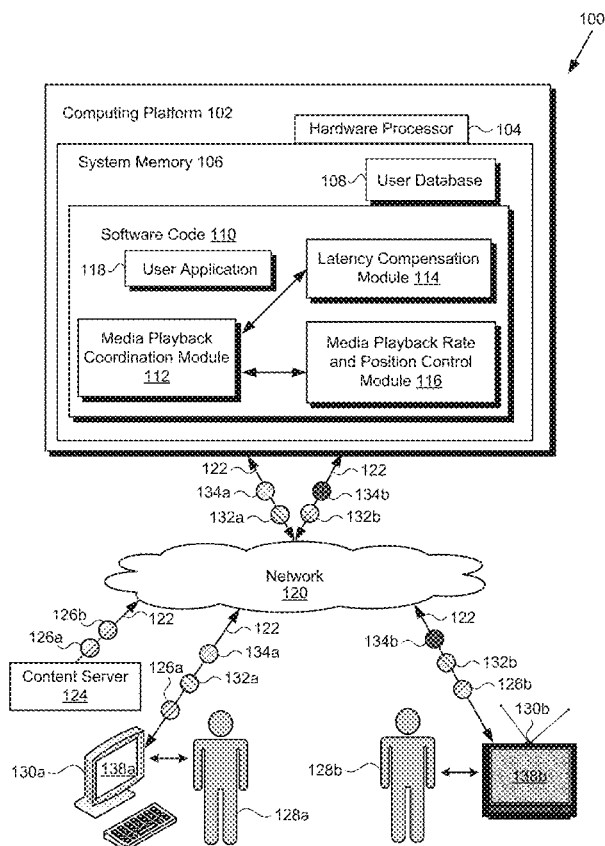 100
Computing Platform 102
Hardware Processor
104
System Memory 106
108
User Database
Software Code 110
118
User Application
Latency Compensation
Module 114
Media Playback
Coordination Module
112
Media Playback Rate
and Position Control
Module 116
122
122
134a
134b
132a
132b
Network
120
126b
122
126a
Content Server
124
122
134a
132a
126a
122
134b
132b
126b
130a
138a
128a
128b
130b
138b